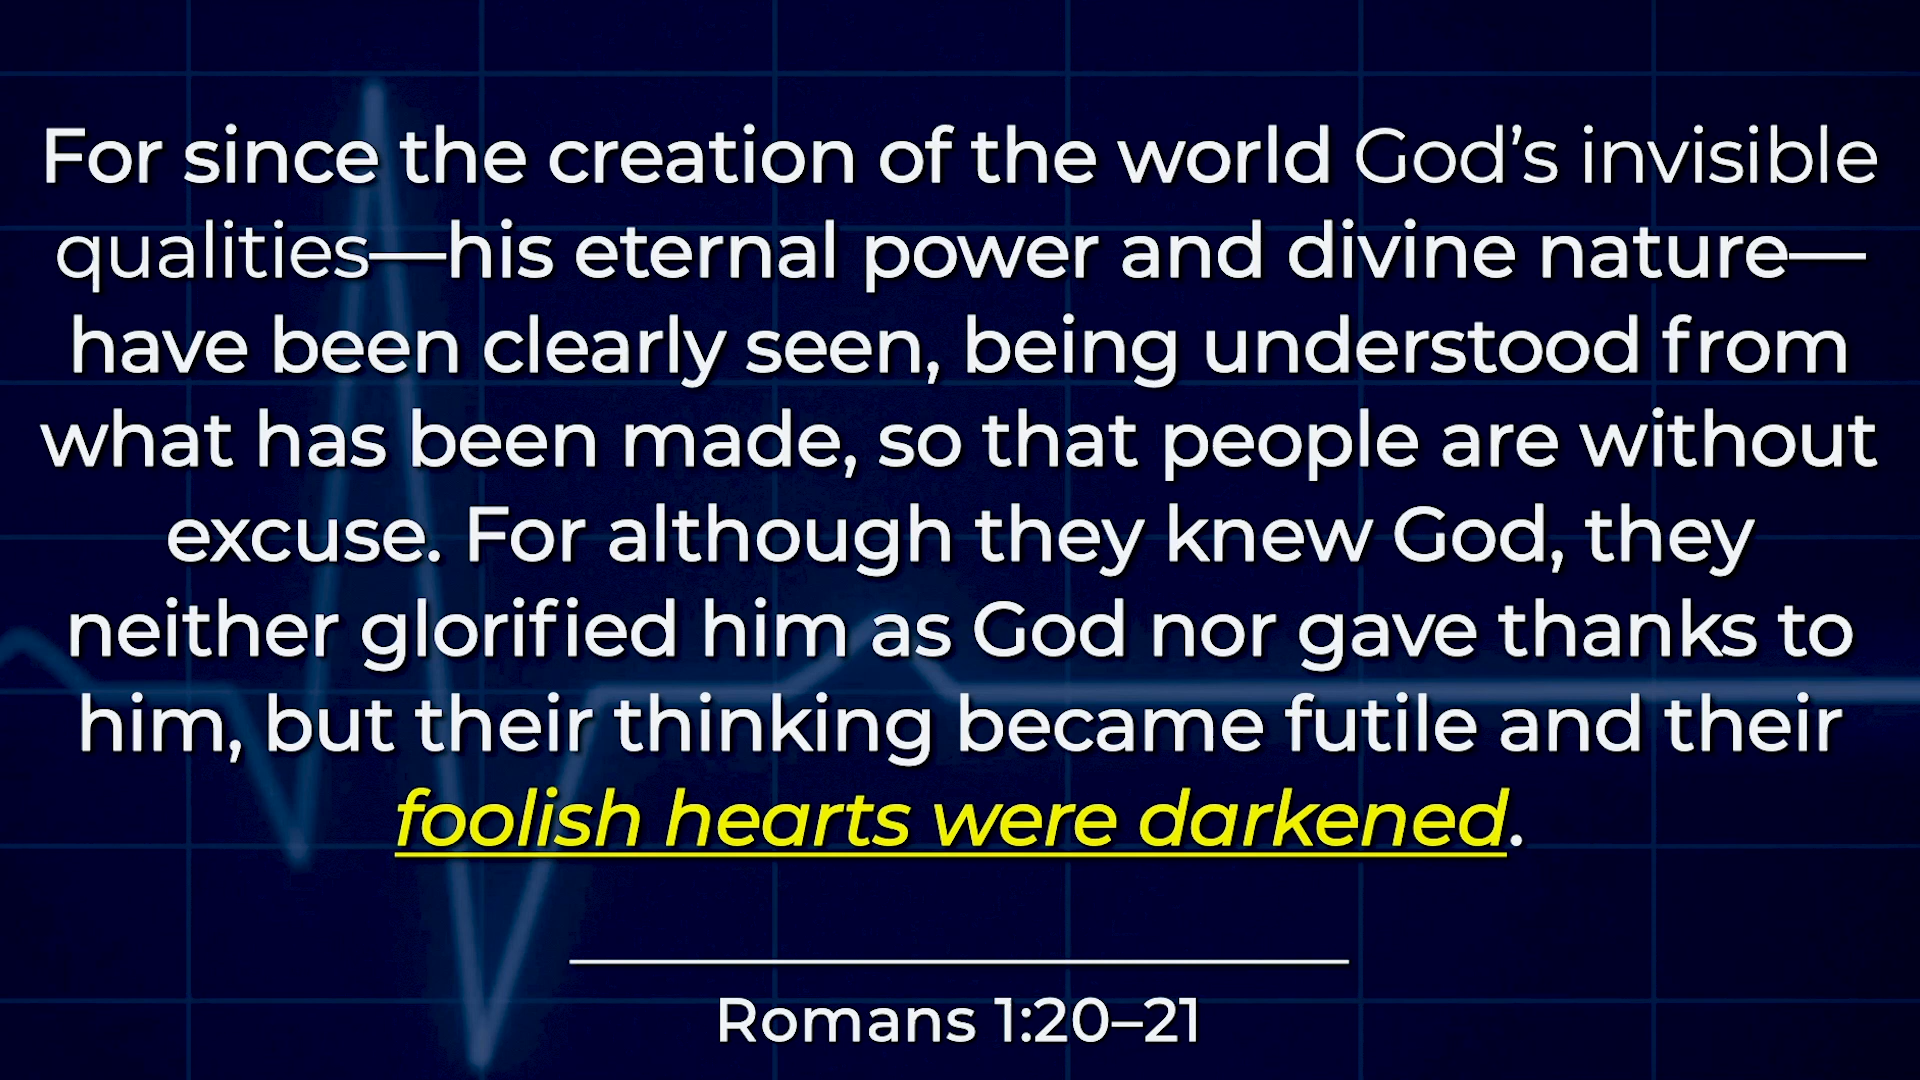 For since the creation of the world God’s invisible
qualities—his eternal power and divine nature—
have been clearly seen, being understood from
what has been made, so that people are without
excuse. For although they knew God, they
neither glorified him as God nor gave thanks to
him, but their thinking became futile and their
foolish hearts were darkened.
Romans 1:20–21